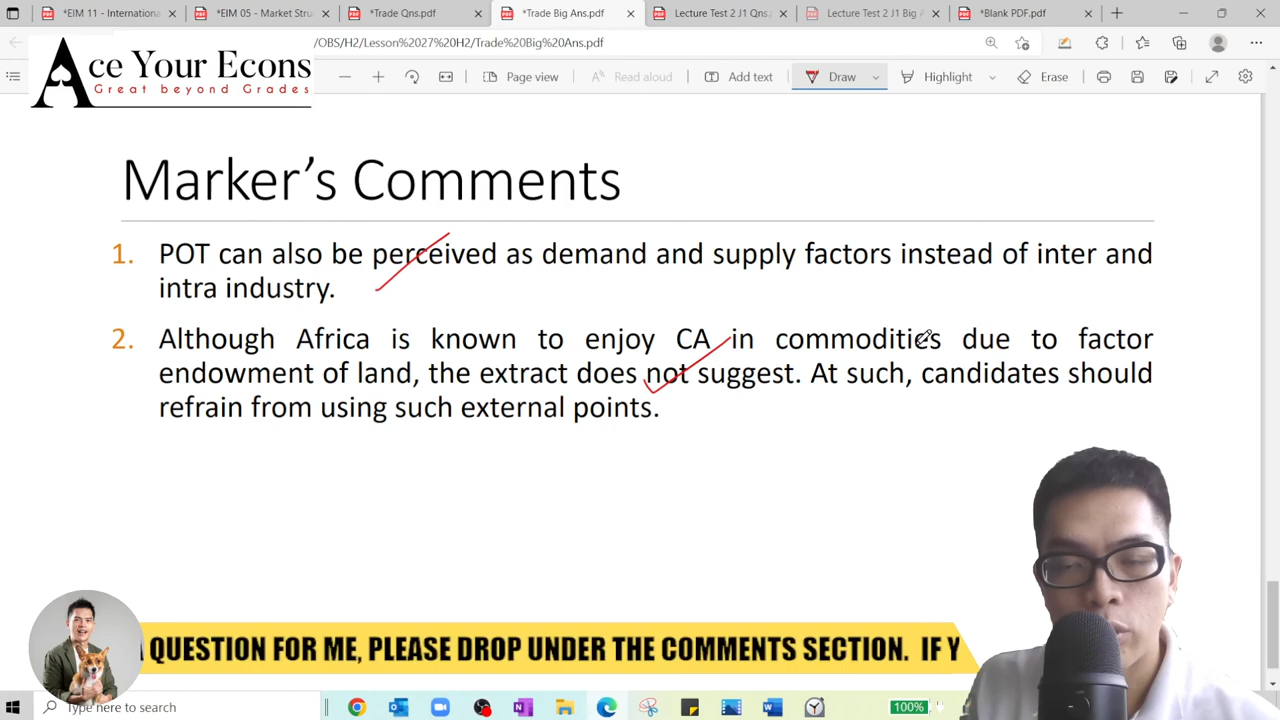 *EIM 11 - Internationa
*EIM 05 - Market Stru
*Trade Qns.pdf
*Trade Big Ans.pdf
Lecture Test 2 J1 Qns.
Lecture Test 2 J1 Big
*Blank PDF.pdf
/OBS/H2/Lesson%2027%20H2/Trade%20Big%20Ans.pdf
Ace Your Econs
Great beyond Grades
Page view
Read aloud
Add text
Draw
Highlight
Erase
Marker's Comments
1. POT can also be perceived as demand and supply factors instead of inter and
intra industry.
2. Although Africa is known to enjoy CA in commodities due to factor
endowment of land, the extract does not suggest. At such, candidates should
refrain from using such external points.
QUESTION FOR ME, PLEASE DROP UNDER THE COMMENTS SECTION. IF Y
Type here to search
100%